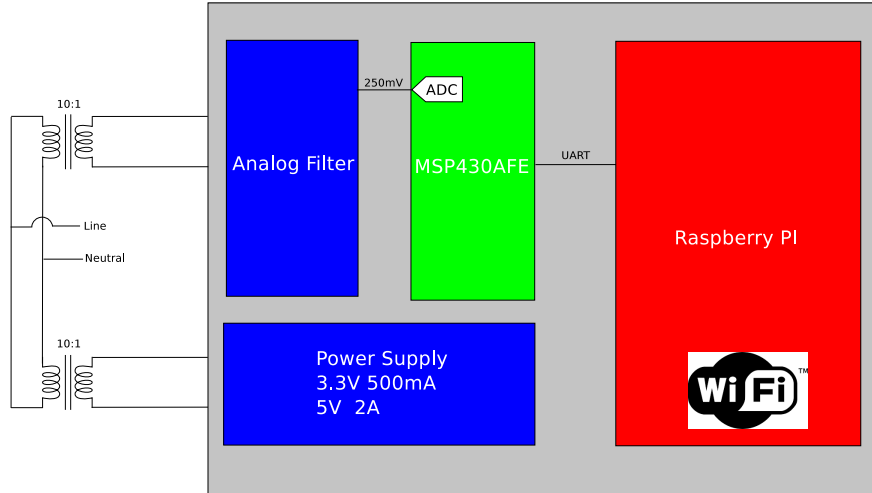 10:1
250mV
ADC
Analog Filter
MSP430AFE
UART
Line
Neutral
Raspberry PI
10:1
Power Supply
3.3V 500mA
5V 2A
WiFi™